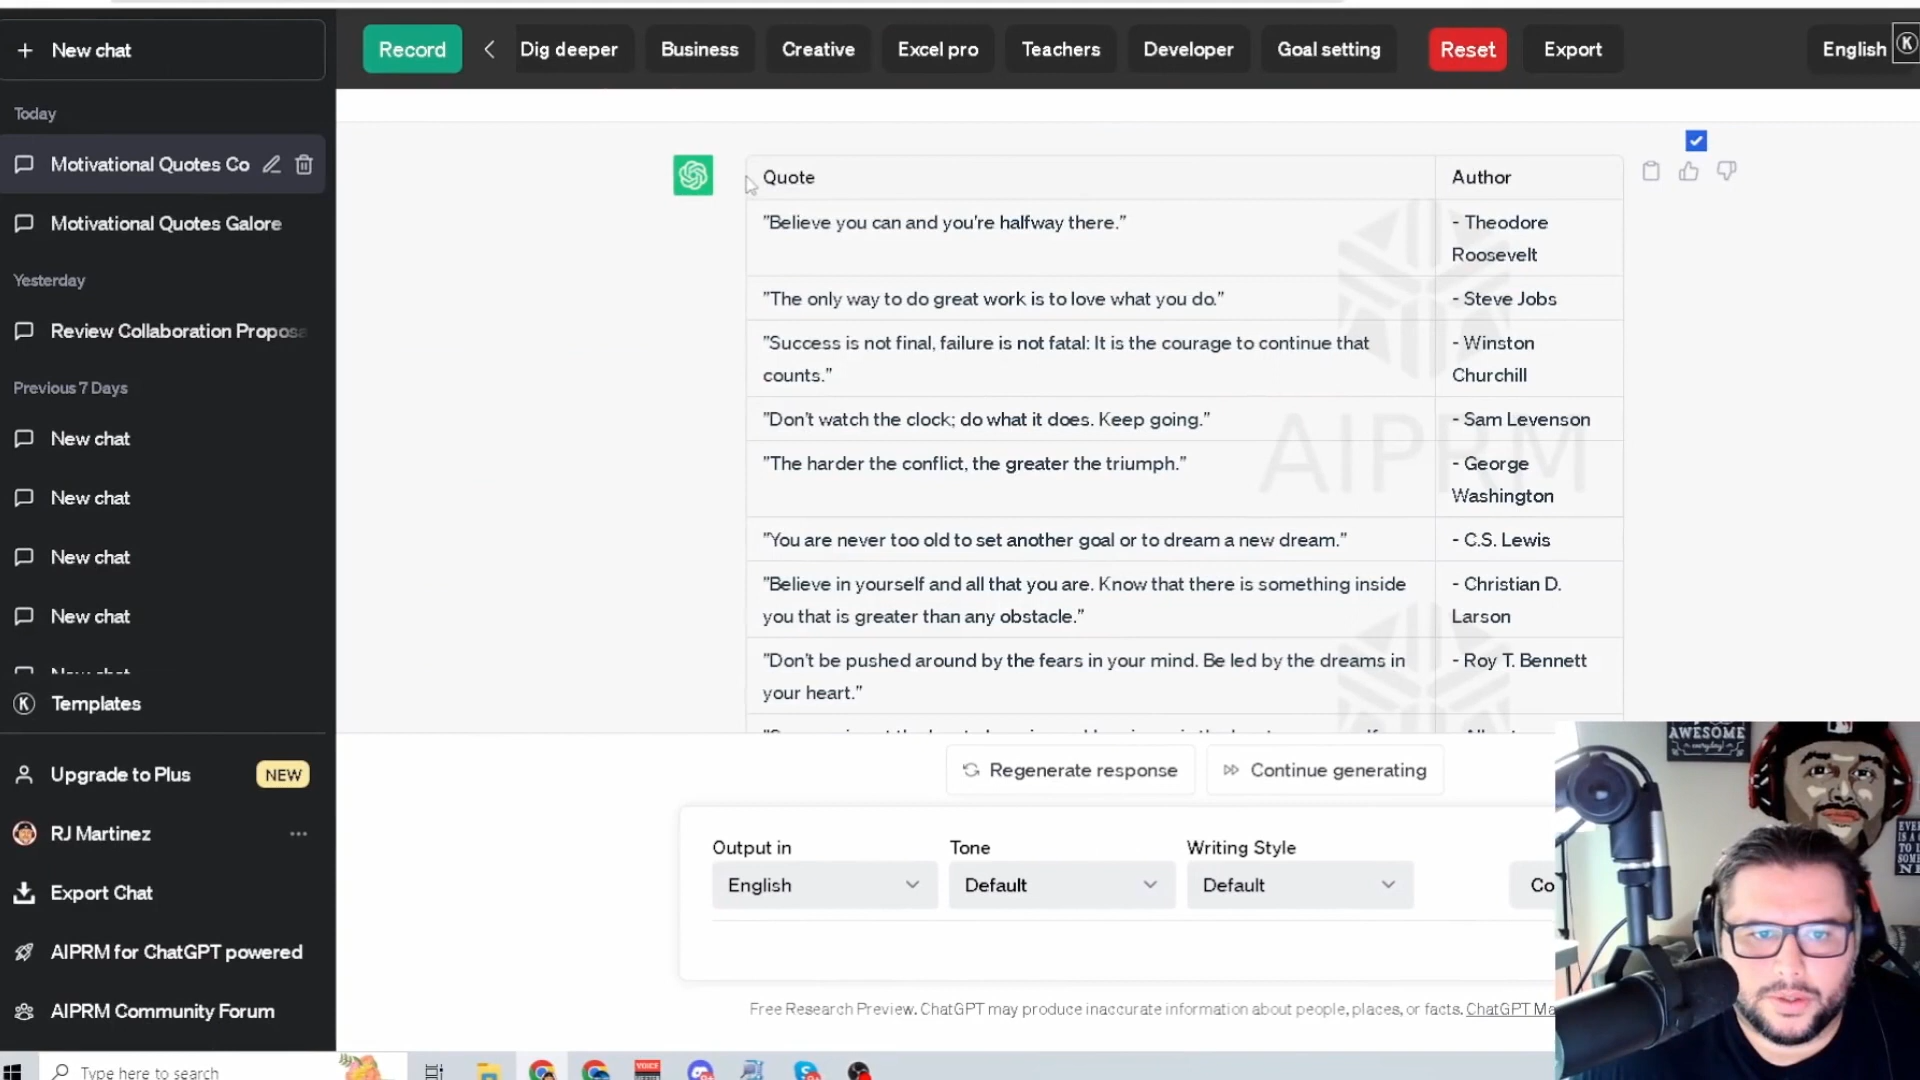 New chat
Record
Dig deeper
Business
Creative
Excel pro
Teachers
Developer
Goal setting
Reset
Export
English
Today
Motivational Quotes Co
Motivational Quotes Galore
Yesterday
Review Collaboration Proposa
Previous 7 Days
New chat
New chat
New chat
New chat
Templates
Upgrade to Plus
NEW
RJ Martinez
Export Chat
AIPRM for ChatGPT powered
AIPRM Community Forum
Quote
Author
"Believe you can and you're halfway there."
- Theodore
Roosevelt
"The only way to do great work is to love what you do."
- Steve Jobs
"Success is not final, failure is not fatal: It is the courage to continue that
counts."
- Winston
Churchill
"Don't watch the clock; do what it does. Keep going."
- Sam Levenson
"The harder the conflict, the greater the triumph."
- George
Washington
"You are never too old to set another goal or to dream a new dream."
- C.S. Lewis
"Believe in yourself and all that you are. Know that there is something inside
you that is greater than any obstacle."
- Christian D.
Larson
"Don't be pushed around by the fears in your mind. Be led by the dreams in
your heart."
- Roy T. Bennett
AIPRM
Regenerate response
Continue generating
Output in
English
Tone
Default
Writing Style
Default
Co
Free Research Preview. ChatGPT may produce inaccurate information about people, places, or facts. ChatGPT Ma
Type here to search
AWESOME
everyday